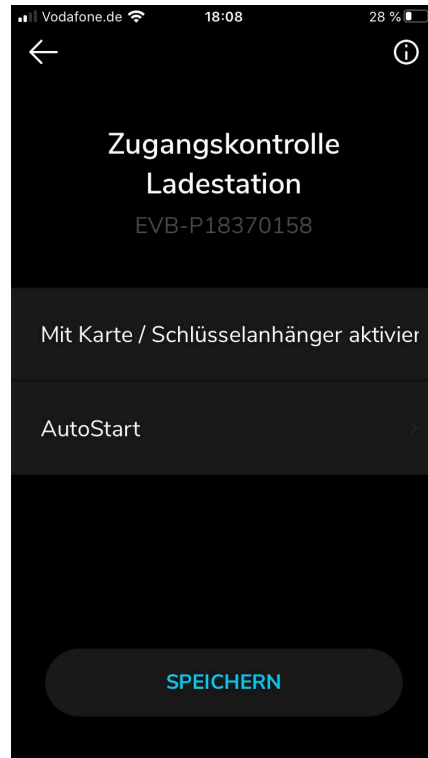 Vodafone.de 18:08 28 %
Zugangskontrolle
Ladestation
EVB-P18370158
Mit Karte / Schlüsselanhänger aktivier
AutoStart
SPEICHERN